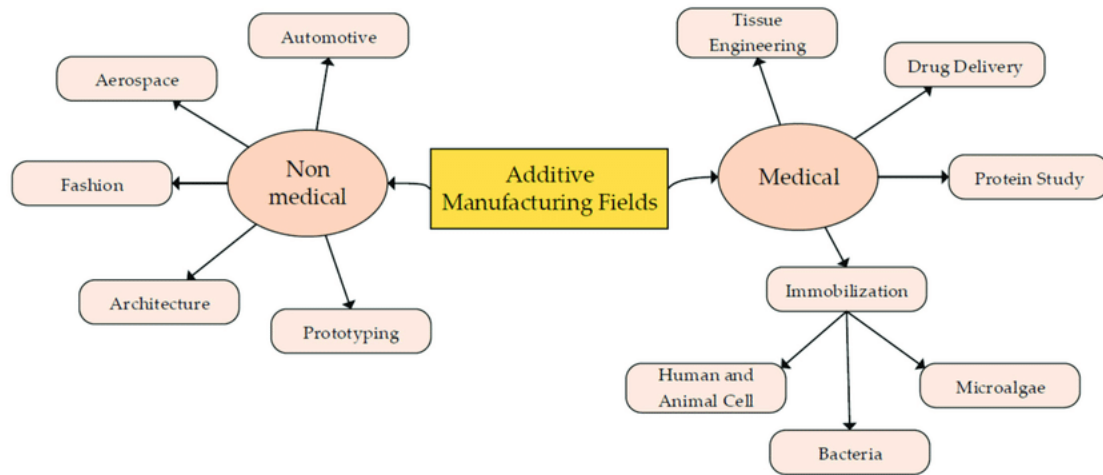 Automotive
Aerospace
Fashion
Non
medical
Architecture
Prototyping
Additive
Manufacturing Fields
Tissue
Engineering
Drug Delivery
Medical
Protein Study
Immobilization
Human and
Animal Cell
Microalgae
Bacteria